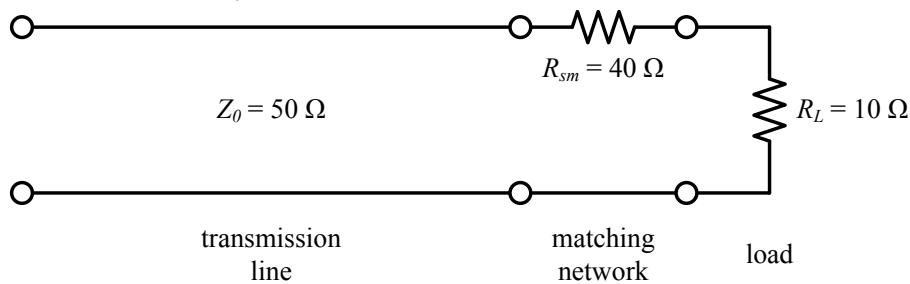 R_sm = 40 Ω
Z_0 = 50 Ω
R_L = 10 Ω
transmission
line
matching
network
load